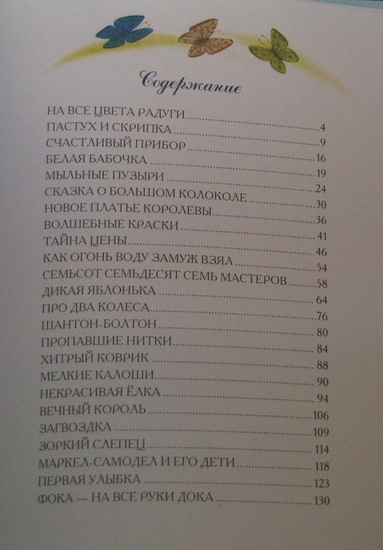 Содержание
НА ВСЕ ЦВЕТА РАДУГИ 4
ПАСТУХ И СКРИПКА 9
СЧАСТЛИВЫЙ ПРИБОР 16
БЕЛАЯ БАБОЧКА 19
МЫЛЬНЫЕ ПУЗЫРИ 24
СКАЗКА О БОЛЬШОМ КОЛОКОЛЕ 30
НОВОЕ ПЛАТЬЕ КОРОЛЕВЫ 36
ВОЛШЕБНЫЕ КРАСКИ 41
ТАЙНА ЦЕНЫ 46
КАК ОГОНЬ ВОДУ ЗАМУЖ ВЗЯЛ 54
СЕМЬСОТ СЕМЬДЕСЯТ СЕМЬ МАСТЕРОВ 58
ДИКАЯ ЯБЛОНЬКА 64
ПРО ДВА КОЛЕСА 76
ШАНТОН-БОЛТОН 80
ПРОПАВШИЕ НИТКИ 84
ХИТРЫЙ КОВРИК 88
МЕЛКИЕ КАЛОШИ 90
НЕКРАСИВАЯ ЁЛКА 94
ВЕЧНЫЙ КОРОЛЬ 106
ЗАГВОЗДКА 109
ЗОРКИЙ СЛЕПЕЦ 114
МАРКЕЛ-САМОДЕЛ И ЕГО ДЕТИ 118
ПЕРВАЯ УЛЫБКА 123
ФОКА — НА ВСЕ РУКИ ДОКА 130